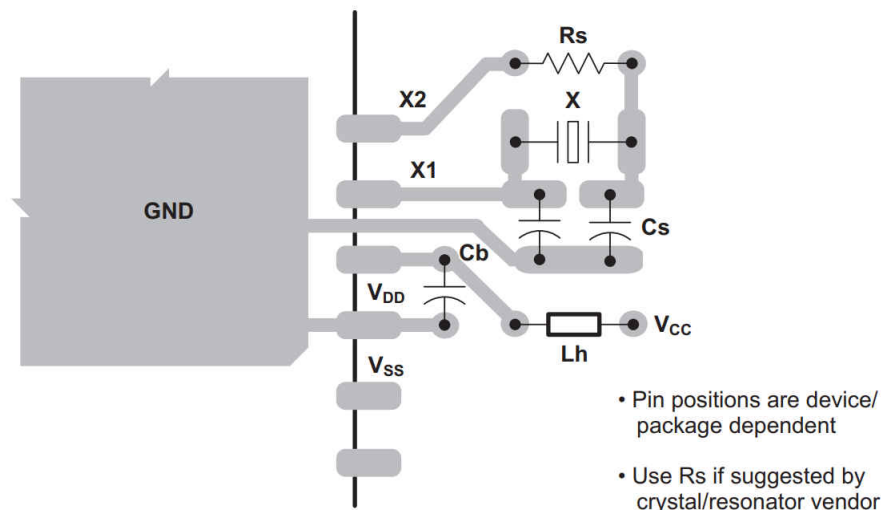 Rs
X2
X
X1
GND
Cs
Cb
VDD
VCC
Lh
VSS
• Pin positions are device/
package dependent
• Use Rs if suggested by
crystal/resonator vendor